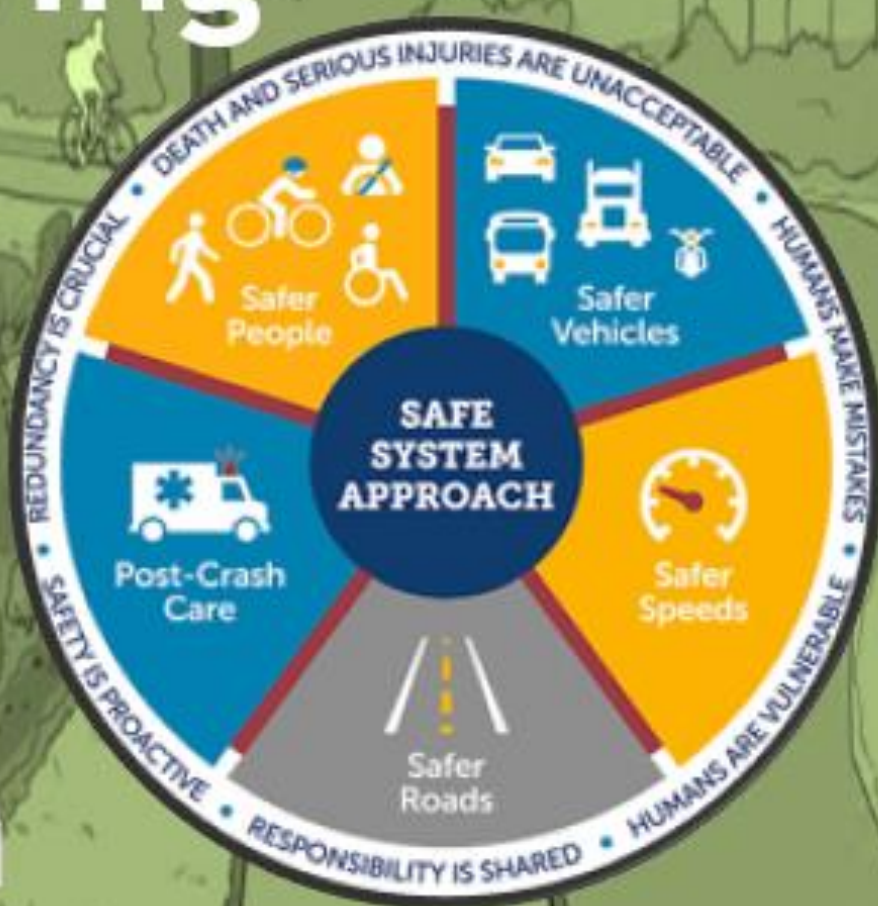 ing
DEATH AND SERIOUS INJURIES ARE UNACCEPTABLE
HUMANS MAKE MISTAKES
HUMANS ARE VULNERABLE
RESPONSIBILITY IS SHARED
SAFETY IS PROACTIVE
REDUNDANCY IS CRUCIAL
Safer
People
Safer
Vehicles
SAFE
SYSTEM
APPROACH
Safer
Speeds
Safer
Roads
Post-Crash
Care